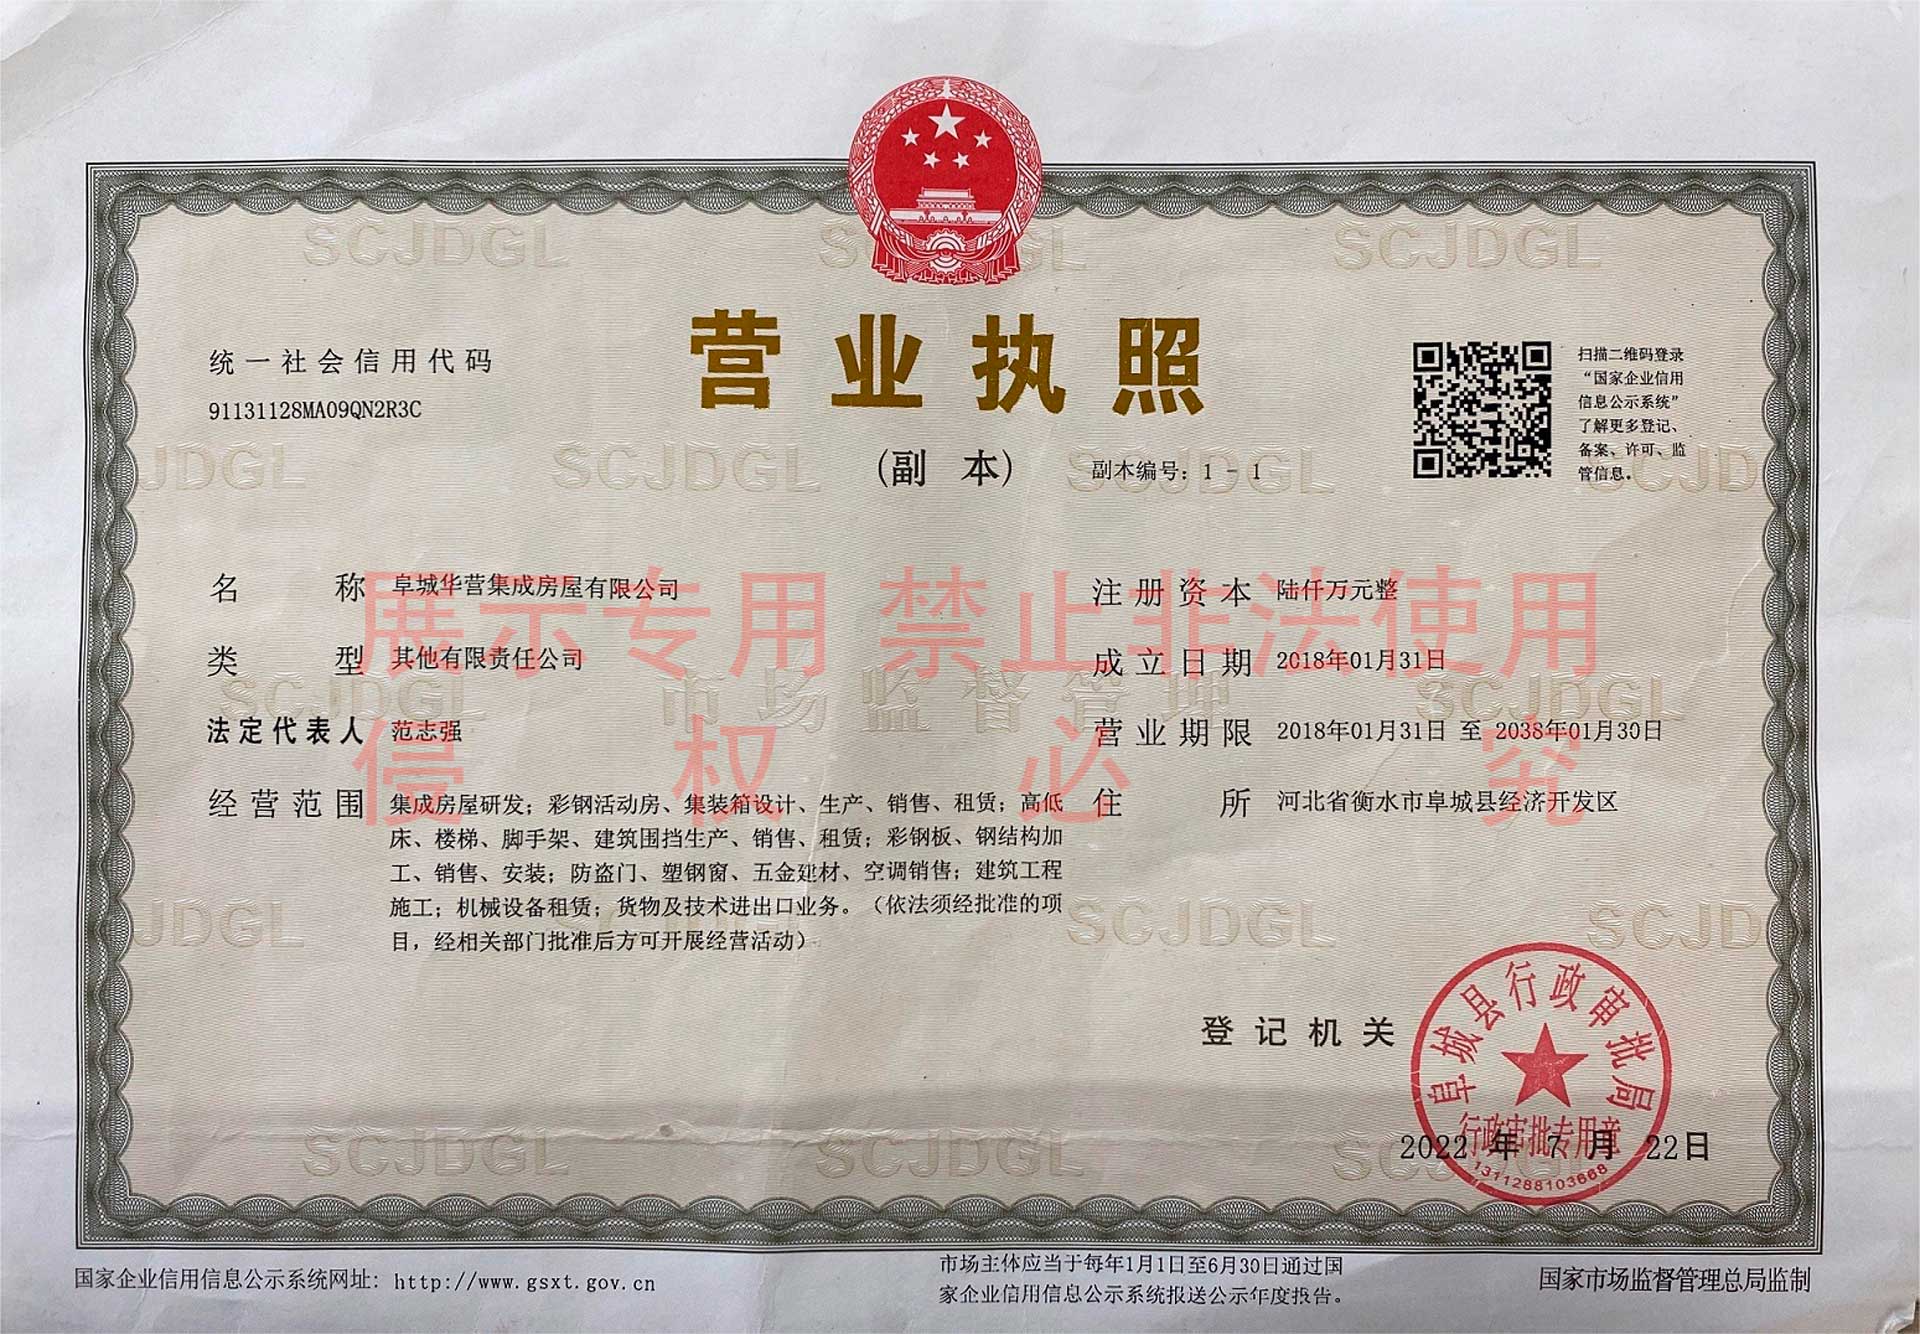 营业执照
(副 本)
副本编号：1 - 1
统一社会信用代码
91131128MA09QN2R3C
扫描二维码登录
“国家企业信用
信息公示系统”
了解更多登记、
备案、许可、监
管信息。
名 称 阜城华营集成房屋有限公司
类 型 其他有限责任公司
法定代表人 范志强
经营范围 集成房屋研发；彩钢活动房、集装箱设计、生产、销售、租赁；高低
床、楼梯、脚手架、建筑围挡生产、销售、租赁；彩钢板、钢结构加
工、销售、安装；防盗门、塑钢窗、五金建材、空调销售；建筑工程
施工；机械设备租赁；货物及技术进出口业务。（依法须经批准的项
目，经相关部门批准后方可开展经营活动）
注册资本 陆仟万元整
成立日期 2018年01月31日
营业期限 2018年01月31日 至 2038年01月30日
住 所 河北省衡水市阜城县经济开发区
展示专用 禁止非法使用
侵 权 必 究
SCJDGL
市场监督管理
登记机关
阜城县行政审批局
行政审批专用章
1311288103668
2022 年 7 月 22日
国家企业信用信息公示系统网址：http://www.gsxt.gov.cn
市场主体应当于每年1月1日至6月30日通过国
家企业信用信息公示系统报送公示年度报告。
国家市场监督管理总局监制